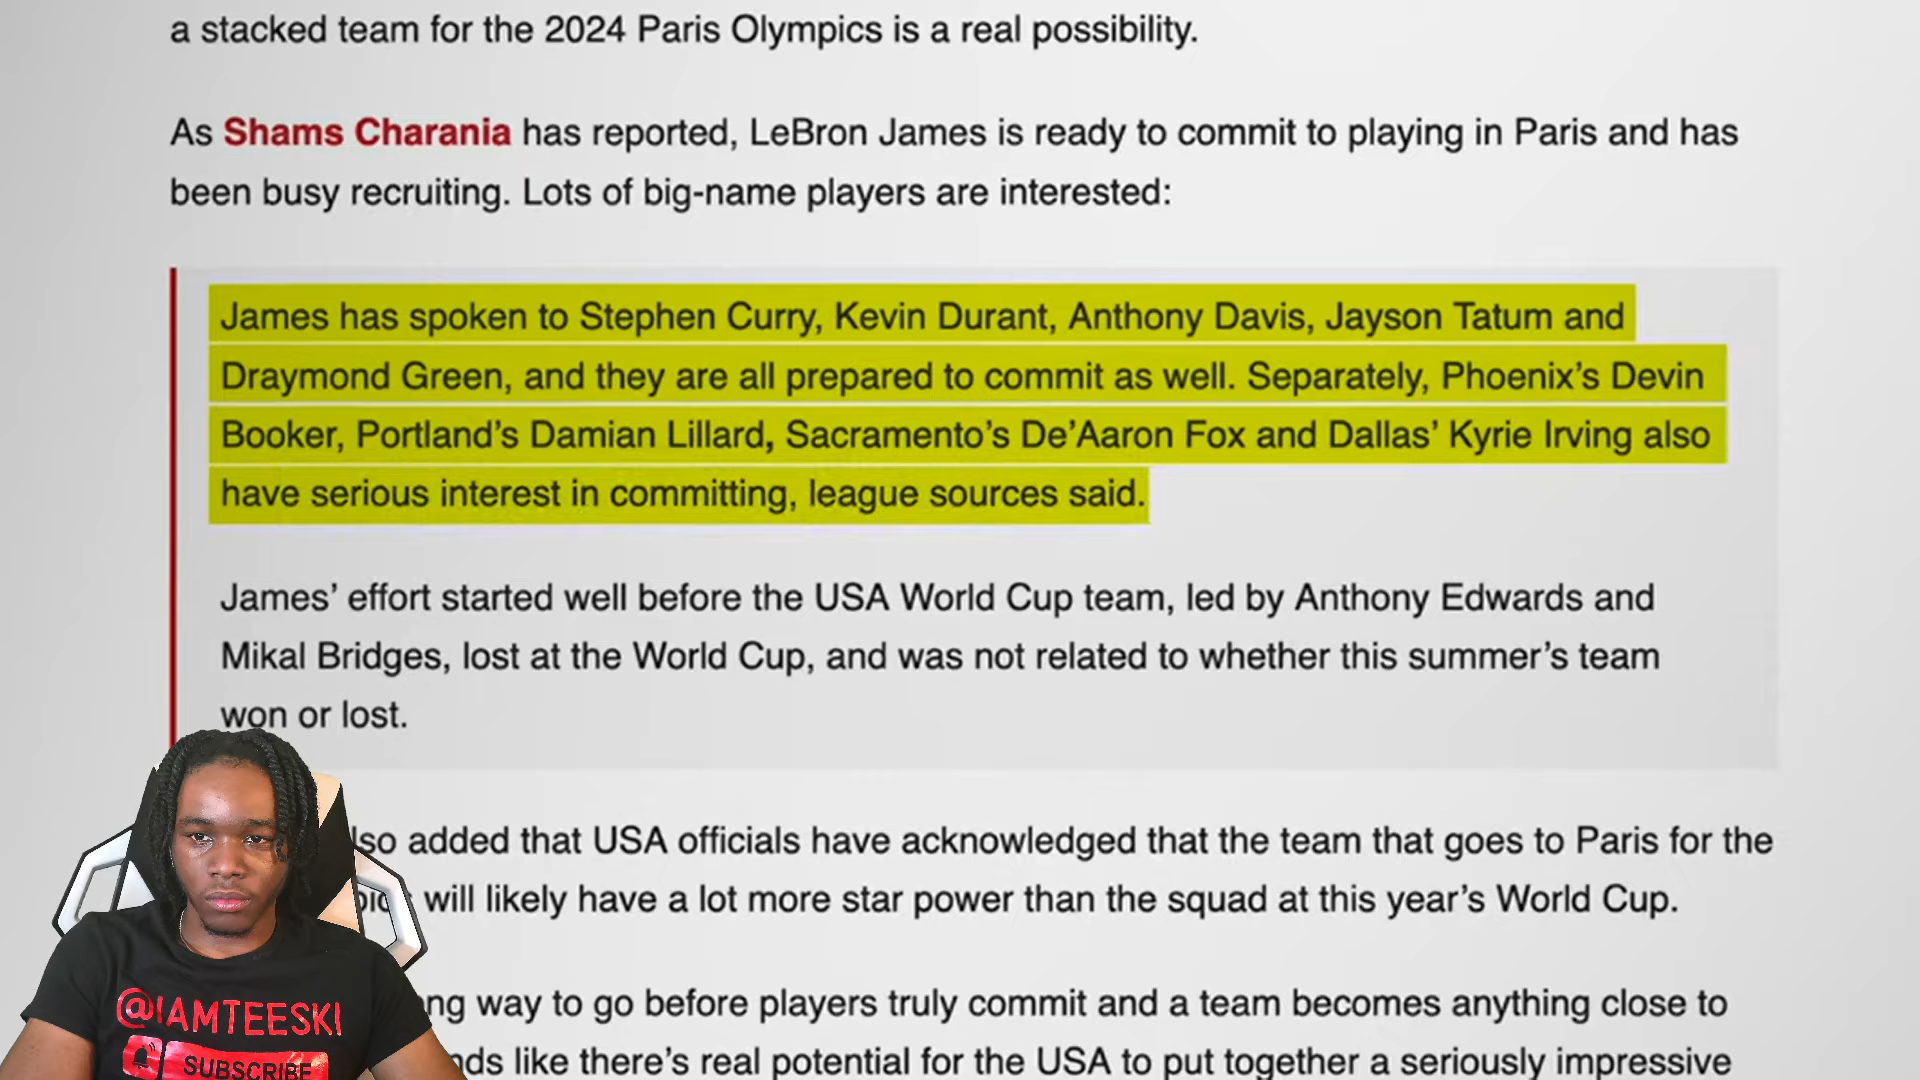 a stacked team for the 2024 Paris Olympics is a real possibility.
As Shams Charania has reported, LeBron James is ready to commit to playing in Paris and has
been busy recruiting. Lots of big-name players are interested:
James has spoken to Stephen Curry, Kevin Durant, Anthony Davis, Jayson Tatum and
Draymond Green, and they are all prepared to commit as well. Separately, Phoenix’s Devin
Booker, Portland’s Damian Lillard, Sacramento’s De’Aaron Fox and Dallas’ Kyrie Irving also
have serious interest in committing, league sources said.
James’ effort started well before the USA World Cup team, led by Anthony Edwards and
Mikal Bridges, lost at the World Cup, and was not related to whether this summer’s team
won or lost.
added that USA officials have acknowledged that the team that goes to Paris for the
will likely have a lot more star power than the squad at this year’s World Cup.
way to go before players truly commit and a team becomes anything close to
like there’s real potential for the USA to put together a seriously impressive
@IAMTEESKI
SUBSCRIBE